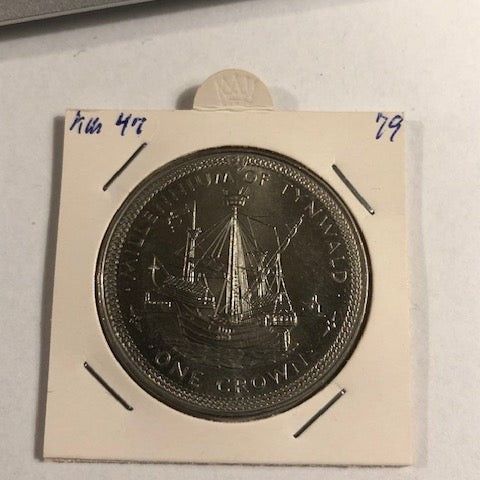 KM 47 79
MILLENNIUM OF TYNWALD
ONE CROWN